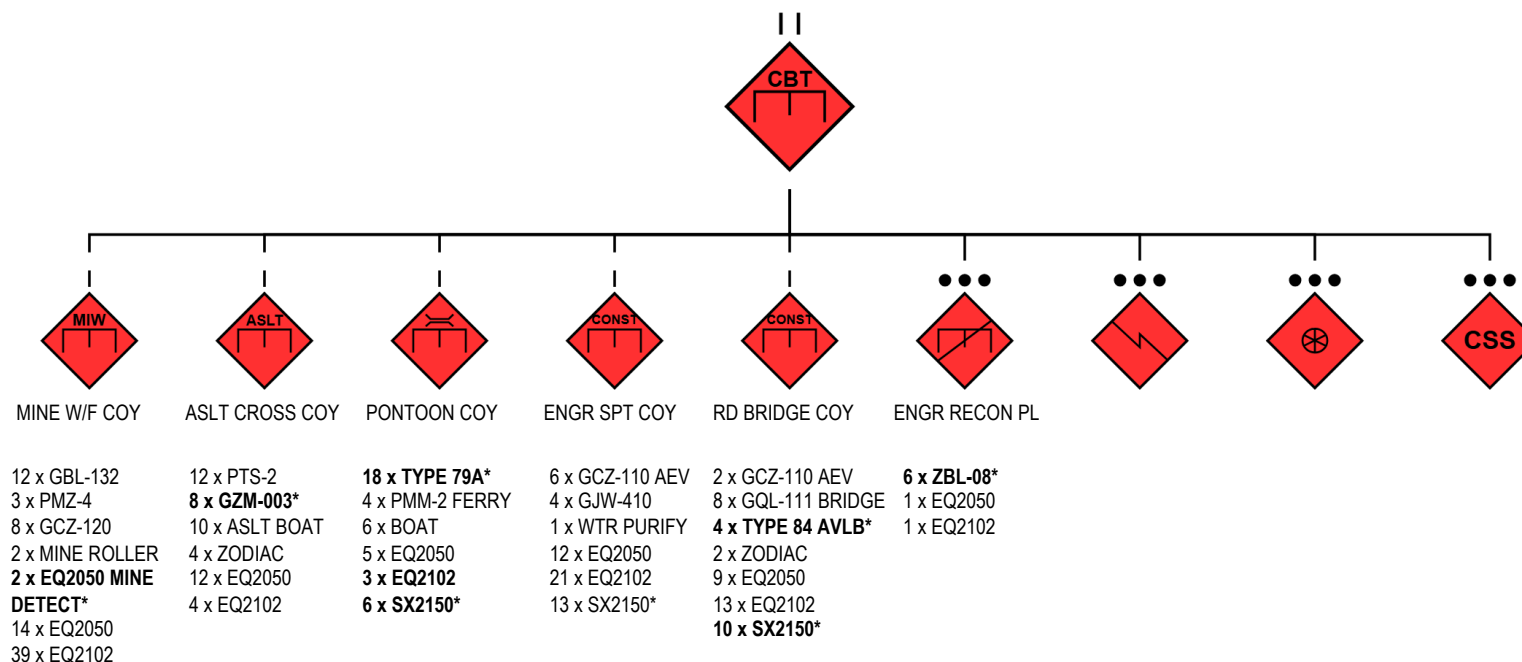 CBT
MIW
ASLT
CONST
CONST
CSS
MINE W/F COY
12 x GBL-132
3 x PMZ-4
8 x GCZ-120
2 x MINE ROLLER
2 x EQ2050 MINE
DETECT*
14 x EQ2050
39 x EQ2102
ASLT CROSS COY
12 x PTS-2
8 x GZM-003*
10 x ASLT BOAT
4 x ZODIAC
12 x EQ2050
4 x EQ2102
PONTOON COY
18 x TYPE 79A*
4 x PMM-2 FERRY
6 x BOAT
5 x EQ2050
3 x EQ2102
6 x SX2150*
ENGR SPT COY
6 x GCZ-110 AEV
4 x GJW-410
1 x WTR PURIFY
12 x EQ2050
21 x EQ2102
13 x SX2150*
RD BRIDGE COY
2 x GCZ-110 AEV
8 x GQL-111 BRIDGE
4 x TYPE 84 AVLB*
2 x ZODIAC
9 x EQ2050
13 x EQ2102
10 x SX2150*
ENGR RECON PL
6 x ZBL-08*
1 x EQ2050
1 x EQ2102